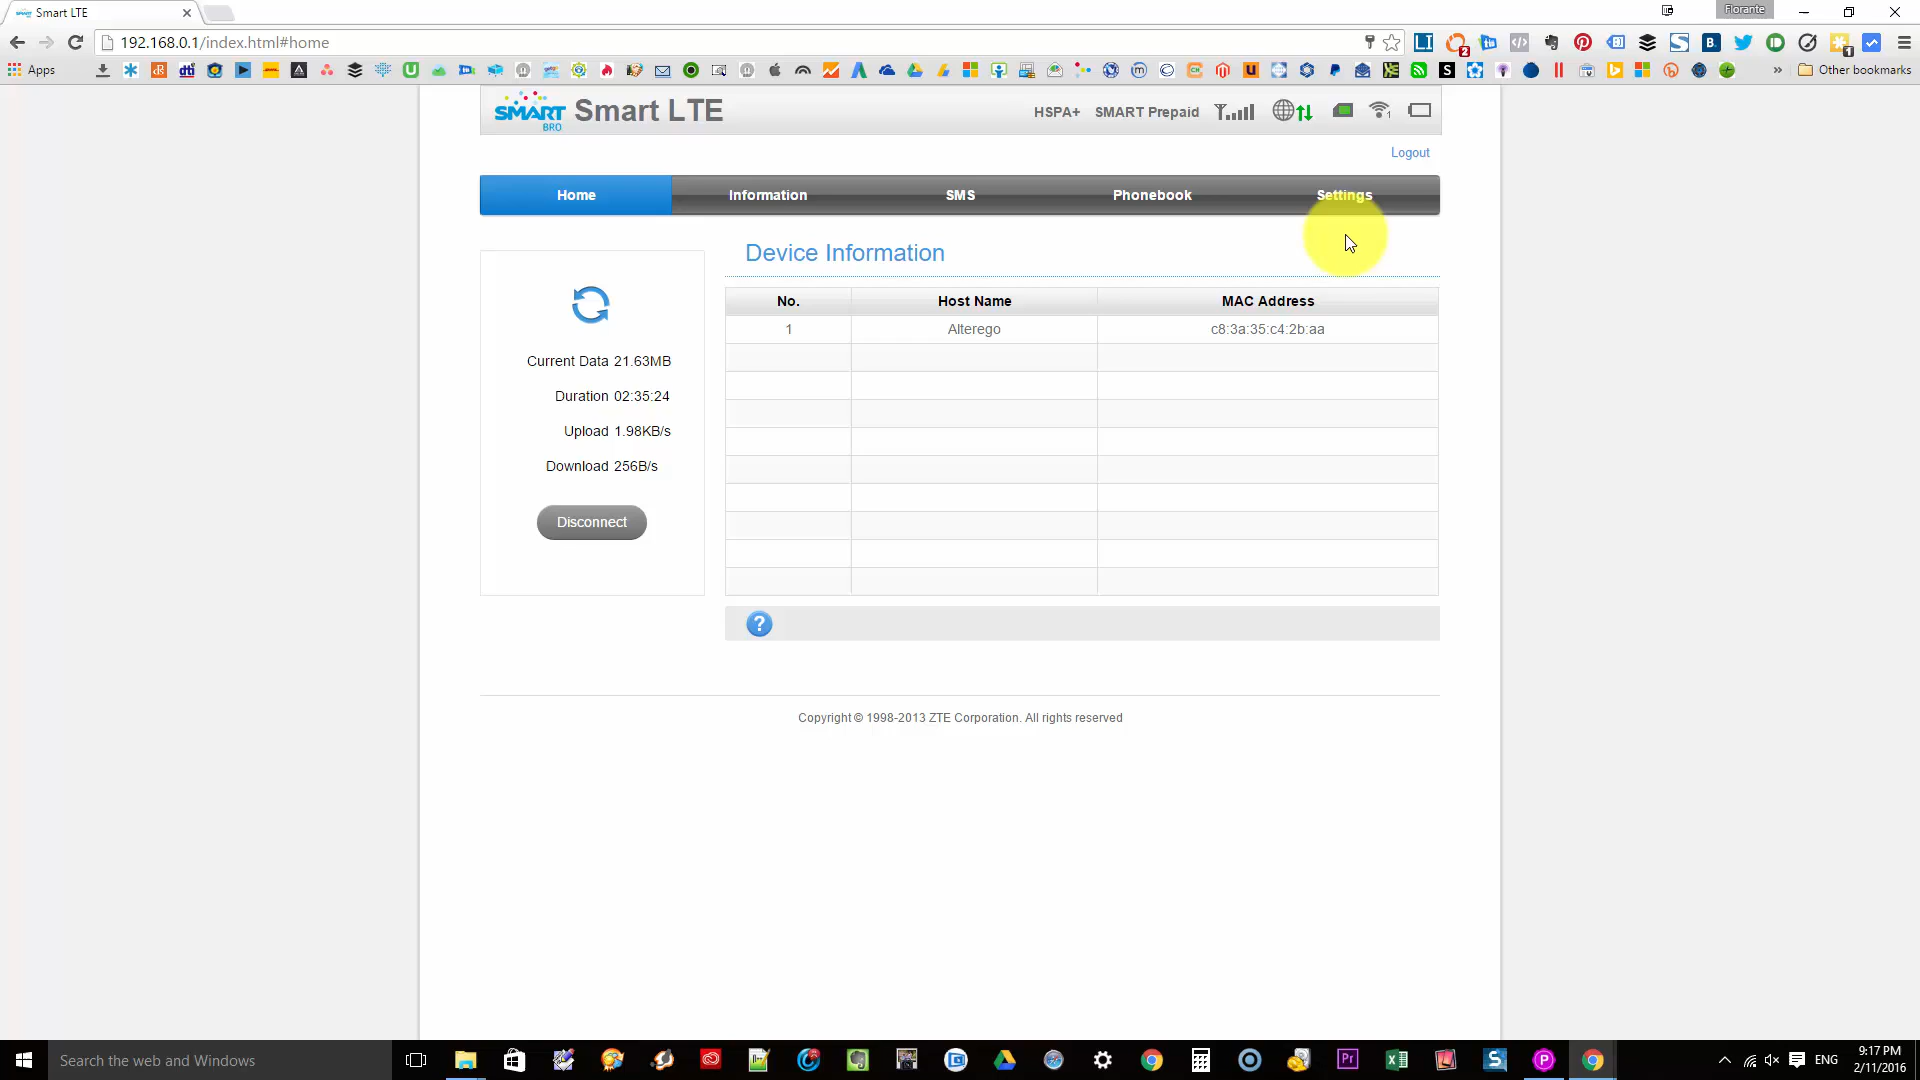 Smart LTE
Florante
192.168.0.1/index.html#home
Apps
Other bookmarks
SMART BRO Smart LTE
HSPA+ SMART Prepaid
Logout
Home Information SMS Phonebook Settings
Device Information
No. Host Name MAC Address
1 Alterego c8:3a:35:c4:2b:aa
Current Data 21.63MB
Duration 02:35:24
Upload 1.98KB/s
Download 256B/s
Disconnect
?
Copyright © 1998-2013 ZTE Corporation. All rights reserved
Search the web and Windows
ENG
9:17 PM
2/11/2016